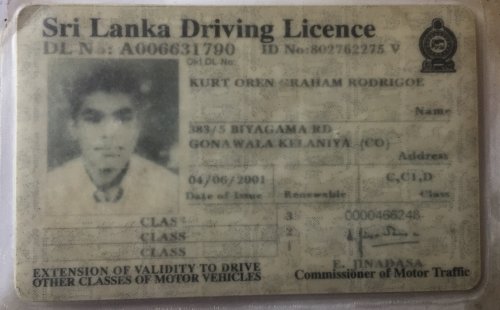 Sri Lanka Driving Licence
DL No: A006631790 ID No:802762275 V
Old DL No:
KURT OREN GRAHAM RODRIGOE
Name
383/5 BIYAGAMA RD
GONAWALA KELANIYA (CO)
Address
04/06/2001 C,C1,D
Date of Issue Renewable Class
3 0000466246
2
1
CLAS
CLASS
CLASS
E. JINADASA
EXTENSION OF VALIDITY TO DRIVE
OTHER CLASSES OF MOTOR VEHICLES
Commissioner of Motor Traffic